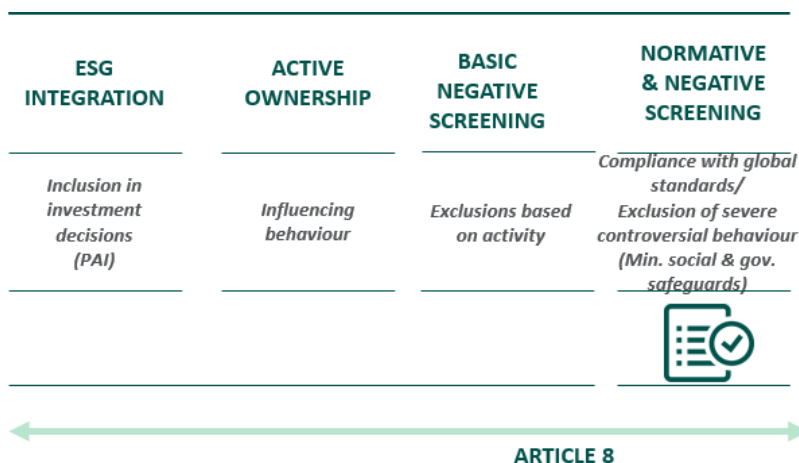 ESG
INTEGRATION
ACTIVE
OWNERSHIP
BASIC
NEGATIVE
SCREENING
NORMATIVE
& NEGATIVE
SCREENING
Inclusion in
investment
decisions
(PAI)
Influencing
behaviour
Exclusions based
on activity
Compliance with global
standards/
Exclusion of severe
controversial behaviour
(Min. social & gov.
safeguards)
ARTICLE 8